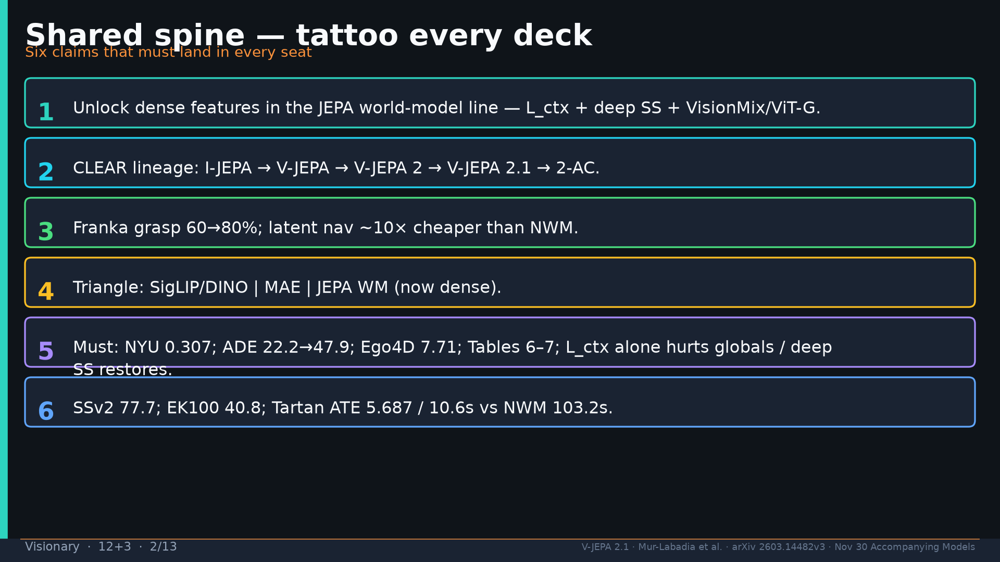 Shared spine — tattoo every deck
Six claims that must land in every seat
1 Unlock dense features in the JEPA world-model line — L_ctx + deep SS + VisionMix/ViT-G.
2 CLEAR lineage: I-JEPA → V-JEPA → V-JEPA 2 → V-JEPA 2.1 → 2-AC.
3 Franka grasp 60→80%; latent nav ~10× cheaper than NWM.
4 Triangle: SigLIP/DINO | MAE | JEPA WM (now dense).
5 Must: NYU 0.307; ADE 22.2→47.9; Ego4D 7.71; Tables 6–7; L_ctx alone hurts globals / deep
SS restores.
6 SSv2 77.7; EK100 40.8; Tartan ATE 5.687 / 10.6s vs NWM 103.2s.
Visionary · 12+3 · 2/13
V-JEPA 2.1 · Mur-Labadia et al. · arXiv 2603.14482v3 · Nov 30 Accompanying Models